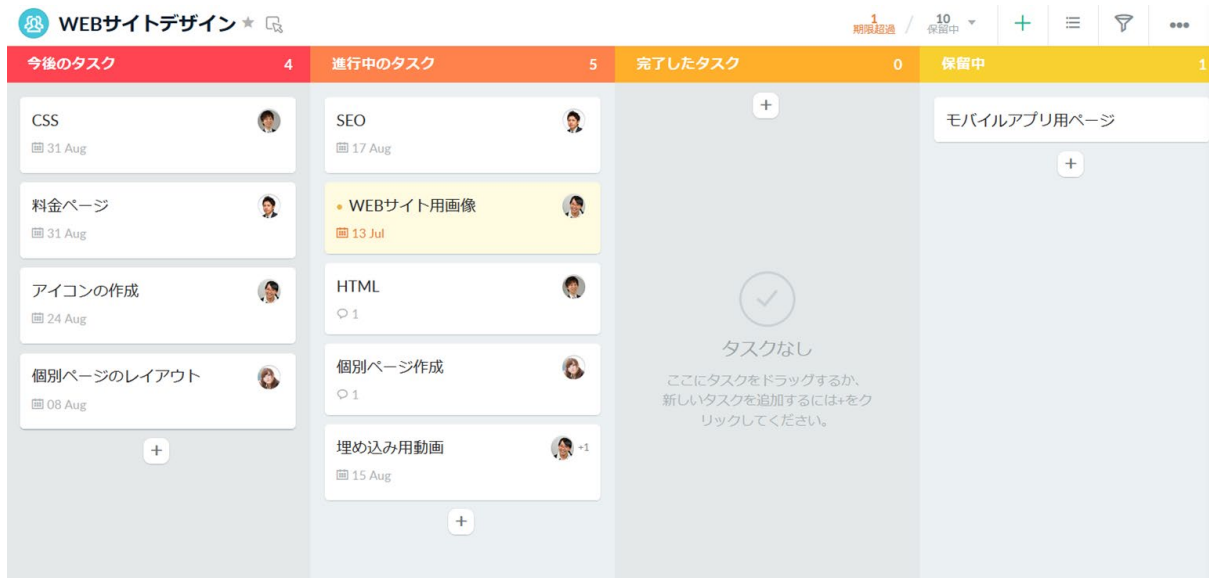 WEBサイトデザイン
1
期限超過
/
10
保留中
今後のタスク 4
CSS
31 Aug
料金ページ
31 Aug
アイコンの作成
24 Aug
個別ページのレイアウト
08 Aug
進行中のタスク 5
SEO
17 Aug
WEBサイト用画像
13 Jul
HTML
1
個別ページ作成
1
埋め込み用動画
+1
15 Aug
完了したタスク 0
タスクなし
ここにタスクをドラッグするか、
新しいタスクを追加するには+をク
リックしてください。
保留中 1
モバイルアプリ用ページ